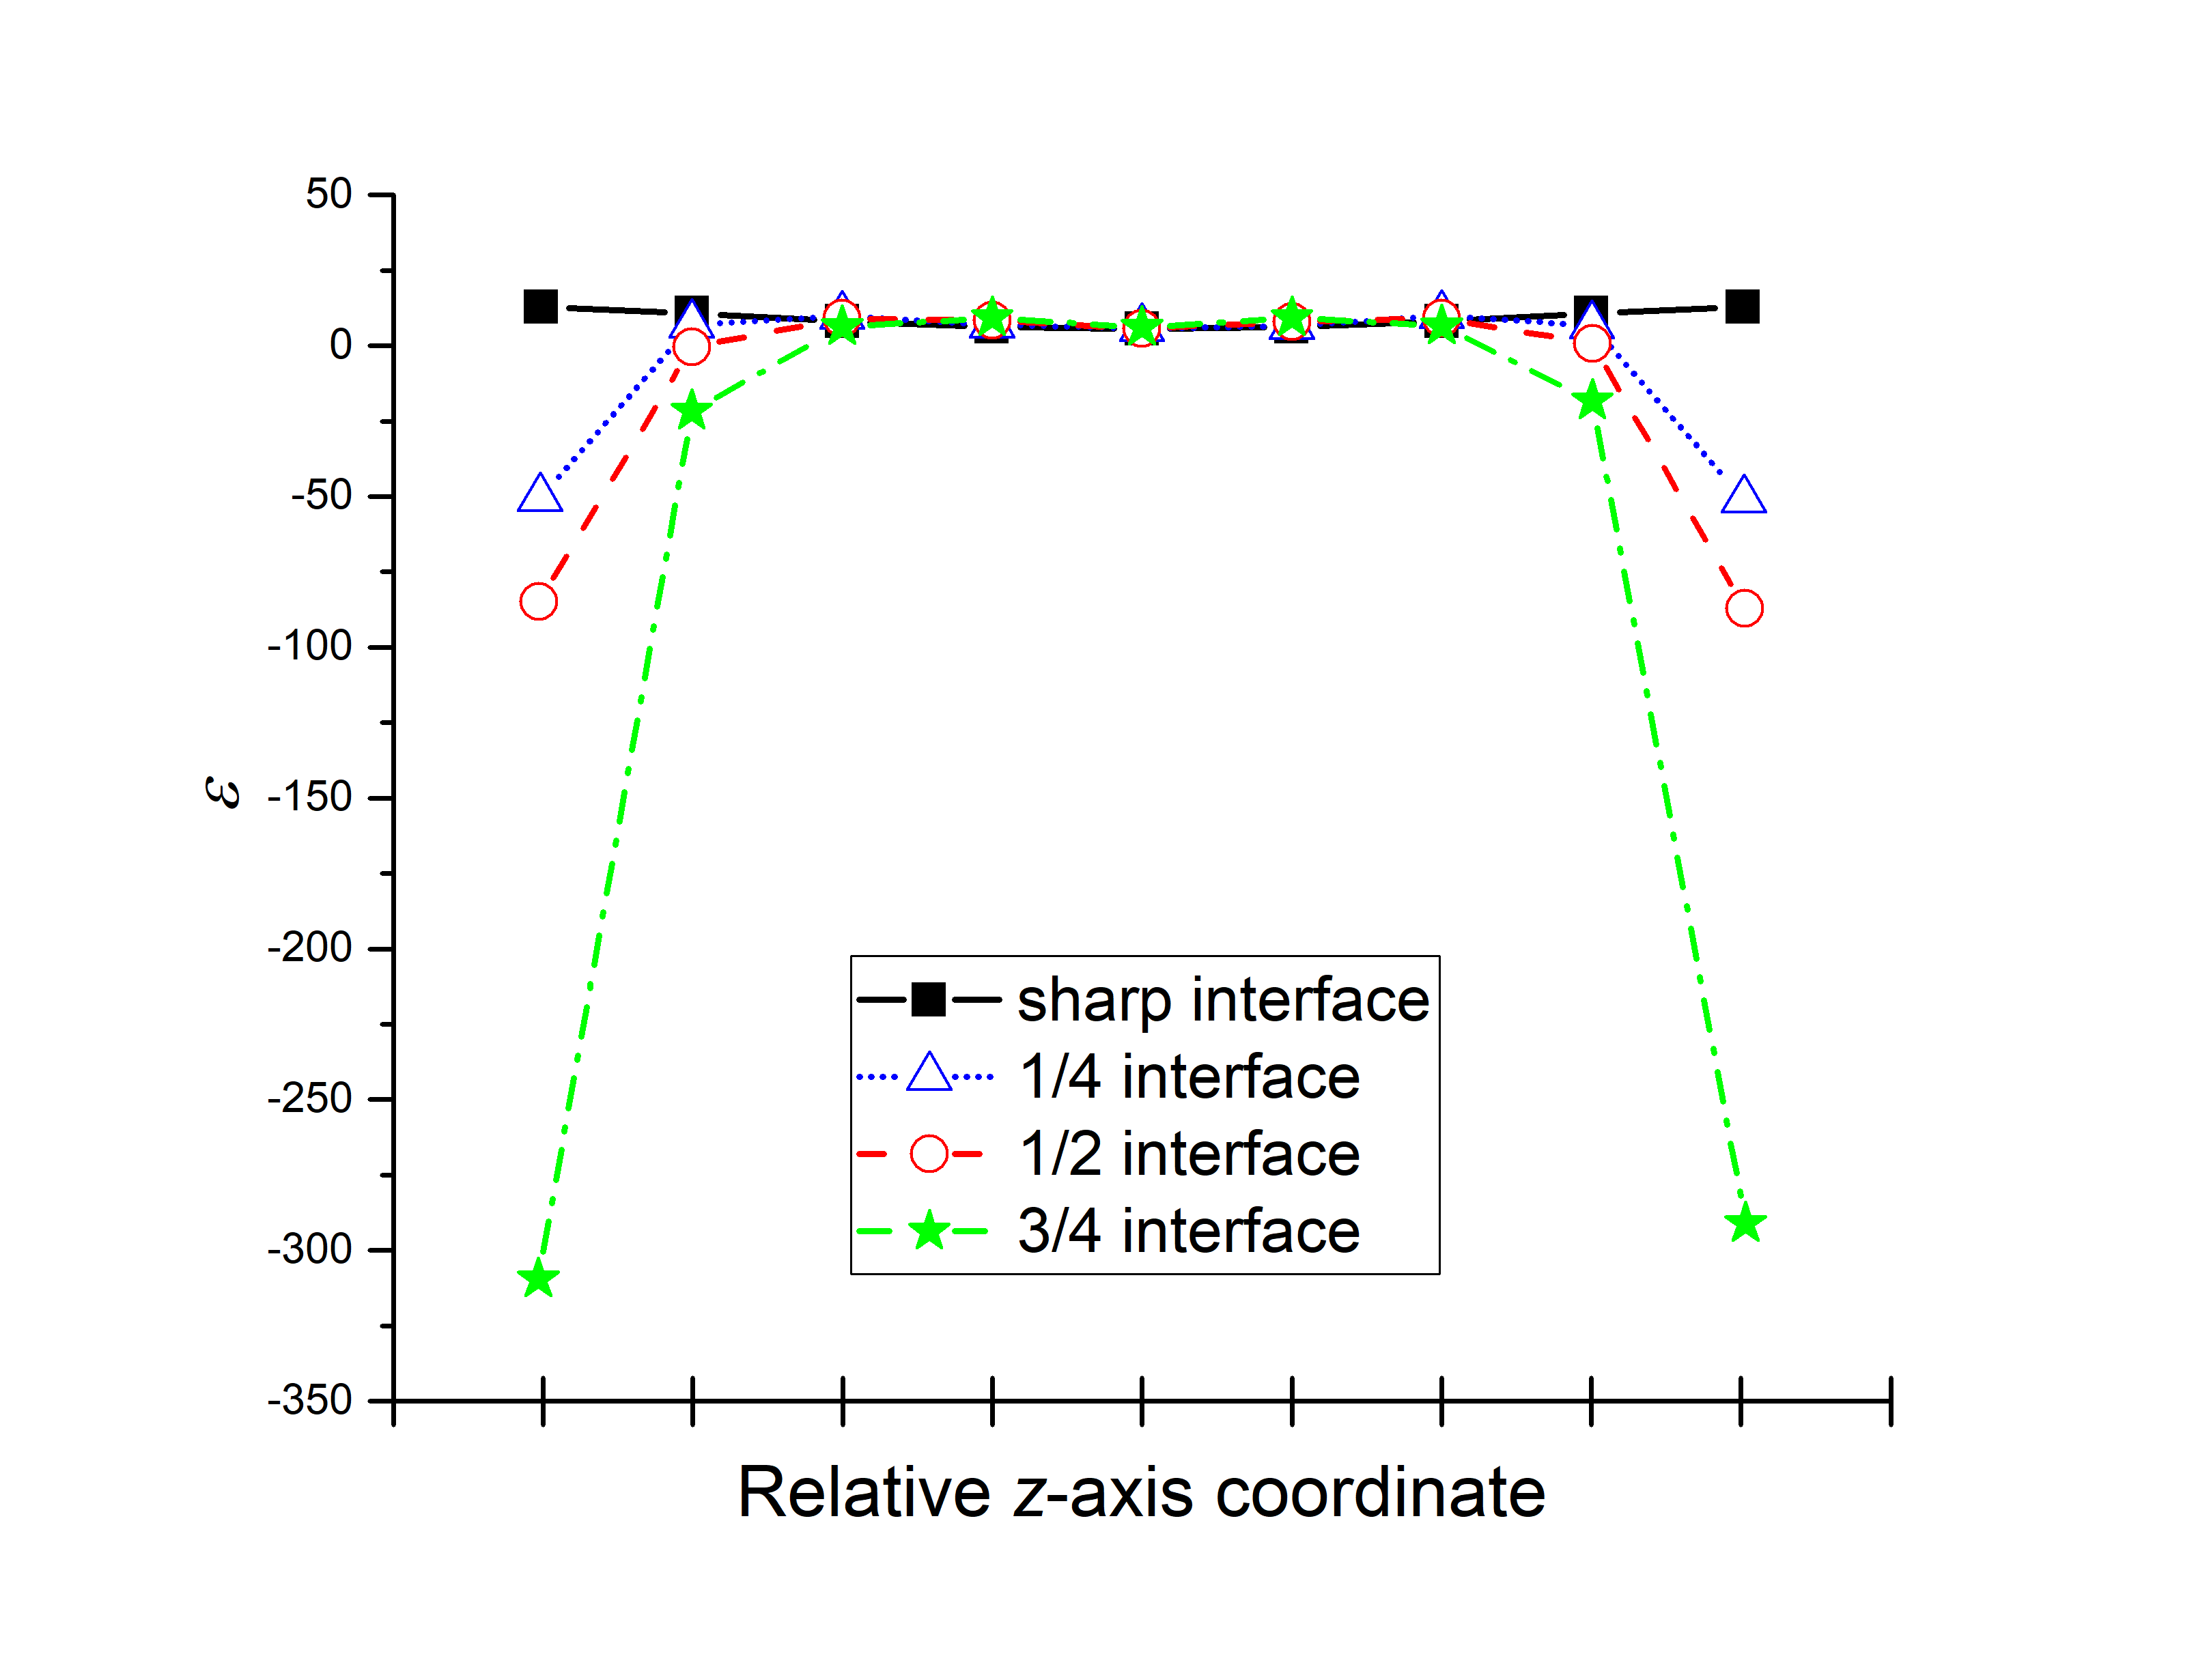 50
0
-50
-100
-150
-200
-250
-300
-350
ε
sharp interface
1/4 interface
1/2 interface
3/4 interface
Relative z-axis coordinate